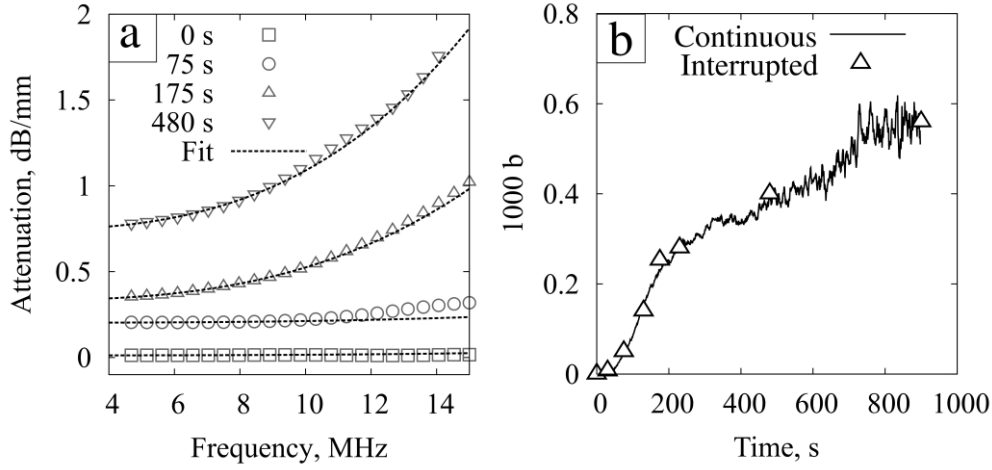 a
0 s
75 s
175 s
480 s
Fit
2
1.5
1
0.5
0
4
6
8
10
12
14
Attenuation, dB/mm
Frequency, MHz
b
Continuous
Interrupted
0.8
0.6
0.4
0.2
0
0
200
400
600
800
1000
1000 b
Time, s